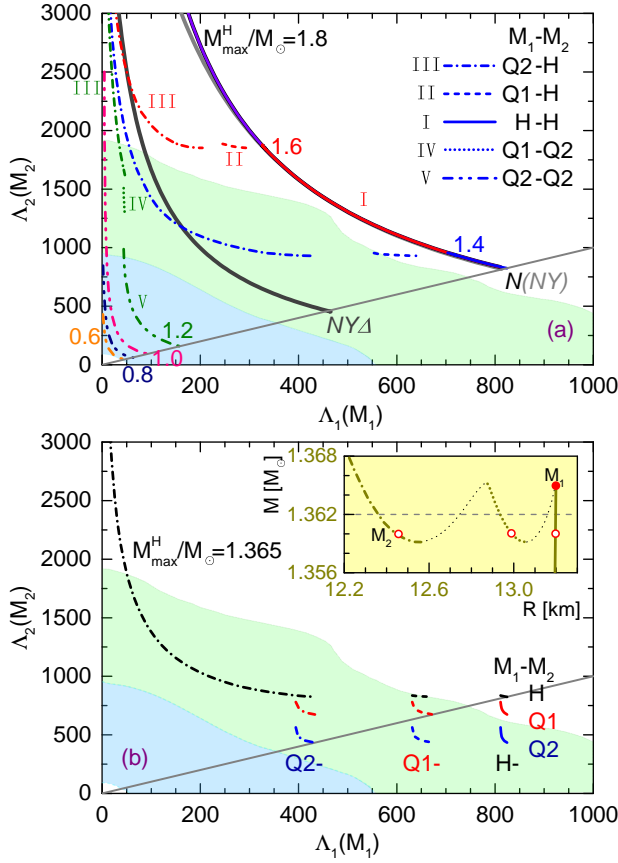 3000
2500
2000
1500
1000
500
0
Λ₂(M₂)
M^H_max/M_⊙=1.8
M₁-M₂
III Q2-H
II Q1-H
I H-H
IV Q1-Q2
V Q2-Q2
III
III
II
1.6
I
IV
1.4
V
N(NY)
NYΔ
1.2
1.0
0.8
0.6
(a)
0 200 400 600 800 1000
Λ₁(M₁)
3000
2500
2000
1500
1000
500
0
Λ₂(M₂)
M^H_max/M_⊙=1.365
M [M_⊙]
1.368
1.362
1.356
M₁
M₂
12.2 12.6 13.0
R [km]
M₁-M₂
H
Q1
Q2
Q2- Q1- H-
(b)
0 200 400 600 800 1000
Λ₁(M₁)